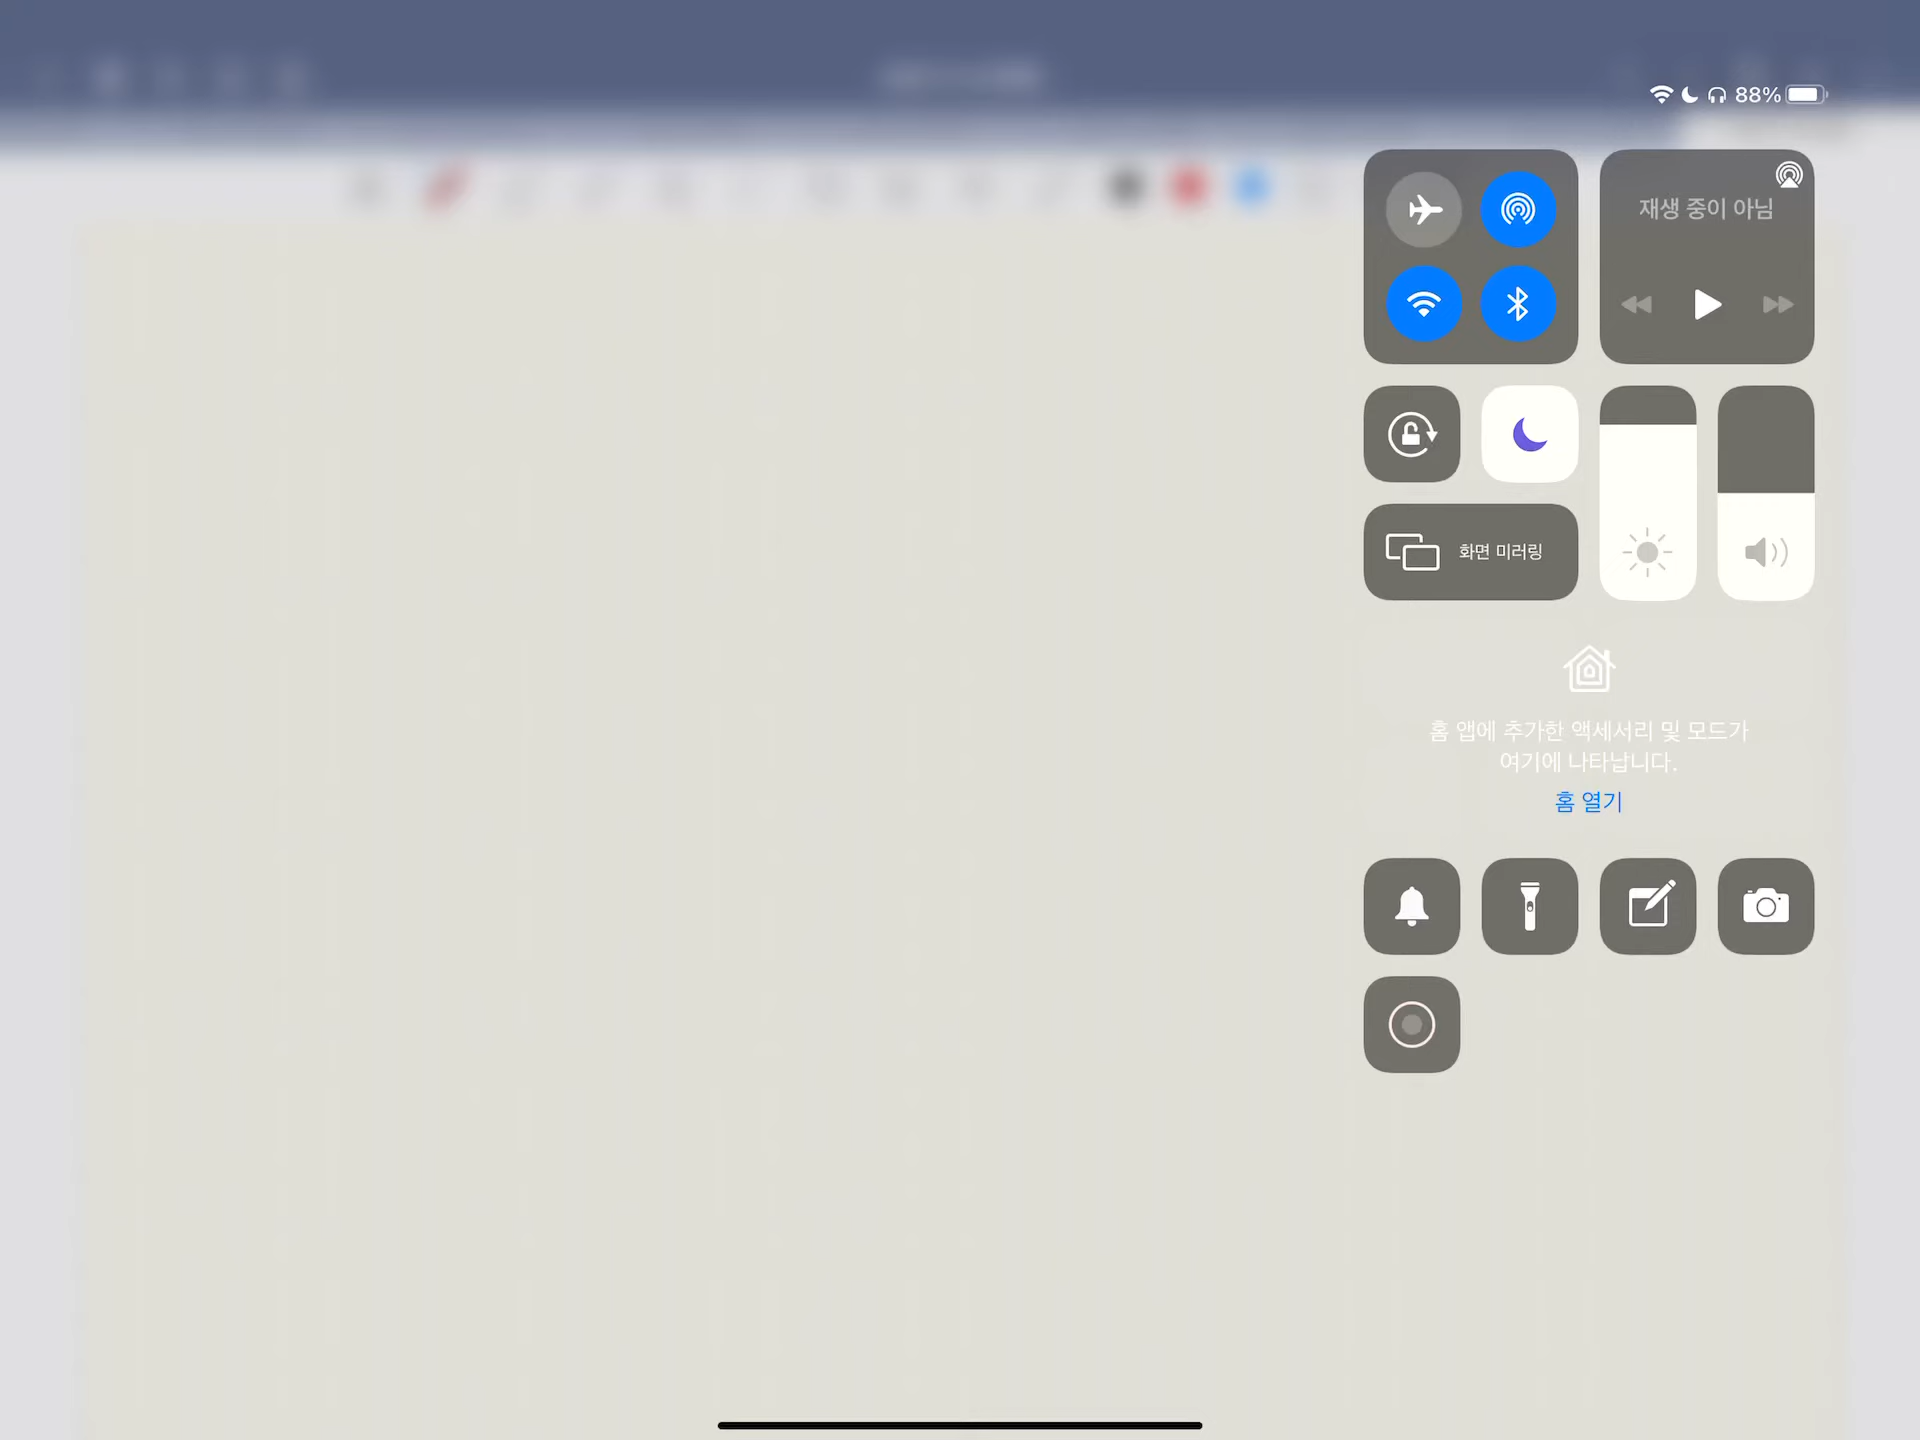 88%
재생 중이 아님
화면 미러링
홈 앱에 추가한 액세서리 및 모드가
여기에 나타납니다.
홈 열기